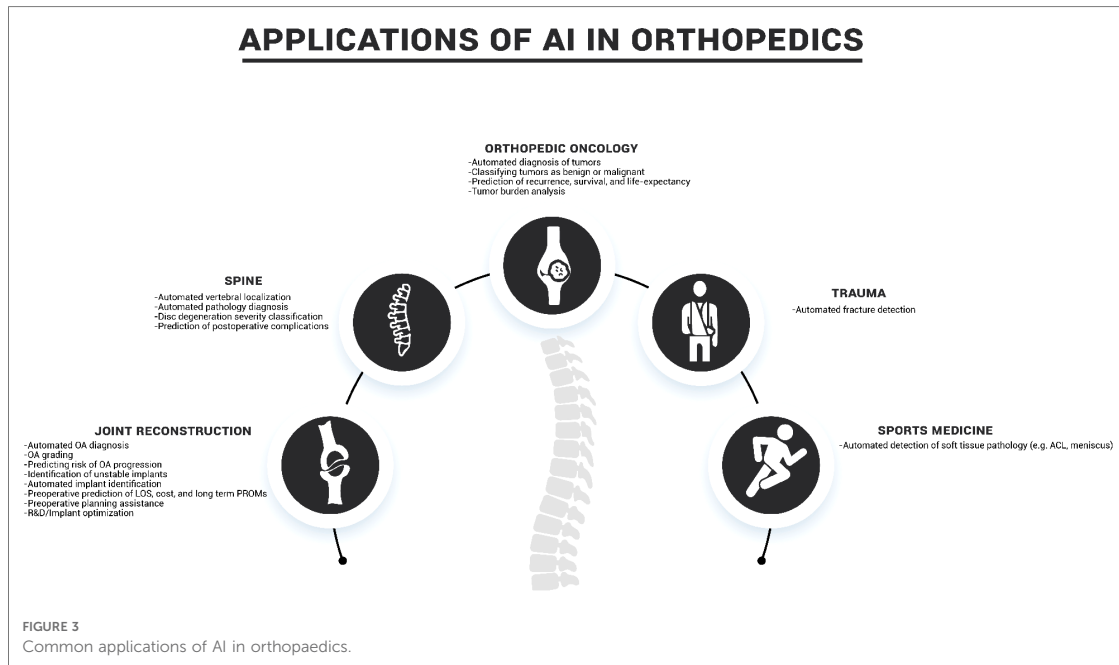 APPLICATIONS OF AI IN ORTHOPEDICS
ORTHOPEDIC ONCOLOGY
-Automated diagnosis of tumors
-Classifying tumors as benign or malignant
-Prediction of recurrence, survival, and life-expectancy
-Tumor burden analysis
SPINE
-Automated vertebral localization
-Automated pathology diagnosis
-Disc degeneration severity classification
-Prediction of postoperative complications
TRAUMA
-Automated fracture detection
JOINT RECONSTRUCTION
-Automated OA diagnosis
-OA grading
-Predicting risk of OA progression
-Identification of unstable implants
-Automated implant identification
-Preoperative prediction of LOS, cost, and long term PROMs
-Preoperative planning assistance
-R&D/Implant optimization
SPORTS MEDICINE
-Automated detection of soft tissue pathology (e.g. ACL, meniscus)
FIGURE 3
Common applications of AI in orthopaedics.